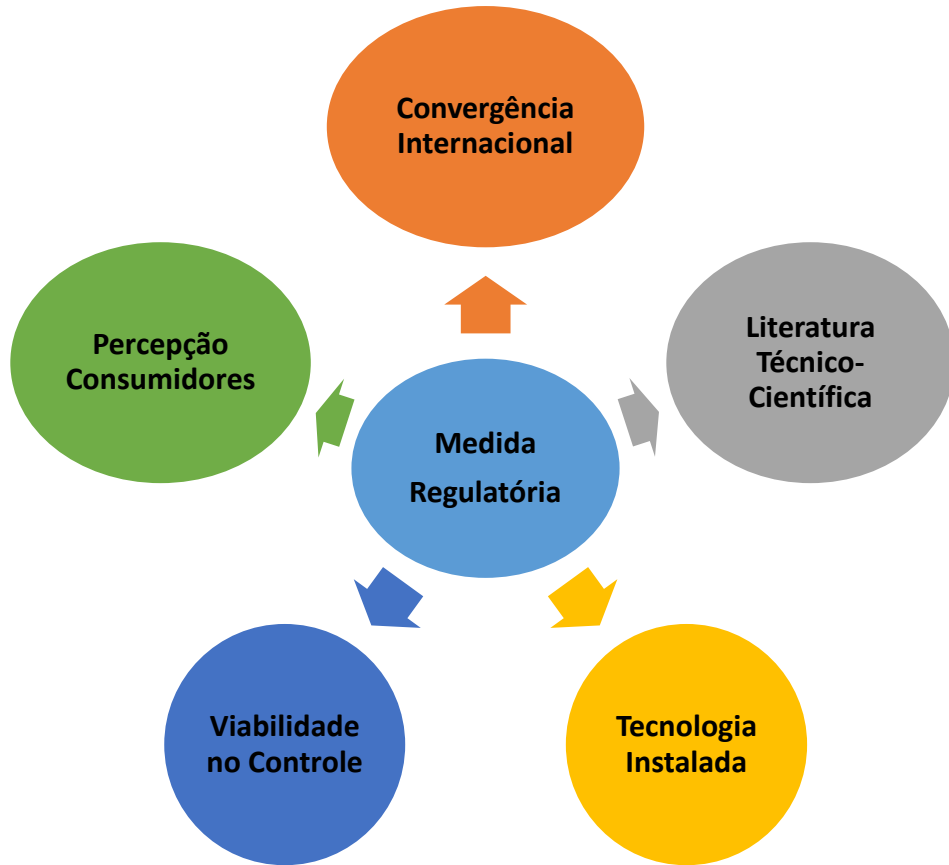 Convergência
Internacional
Percepção
Consumidores
Literatura
Técnico-
Científica
Medida
Regulatória
Viabilidade
no Controle
Tecnologia
Instalada